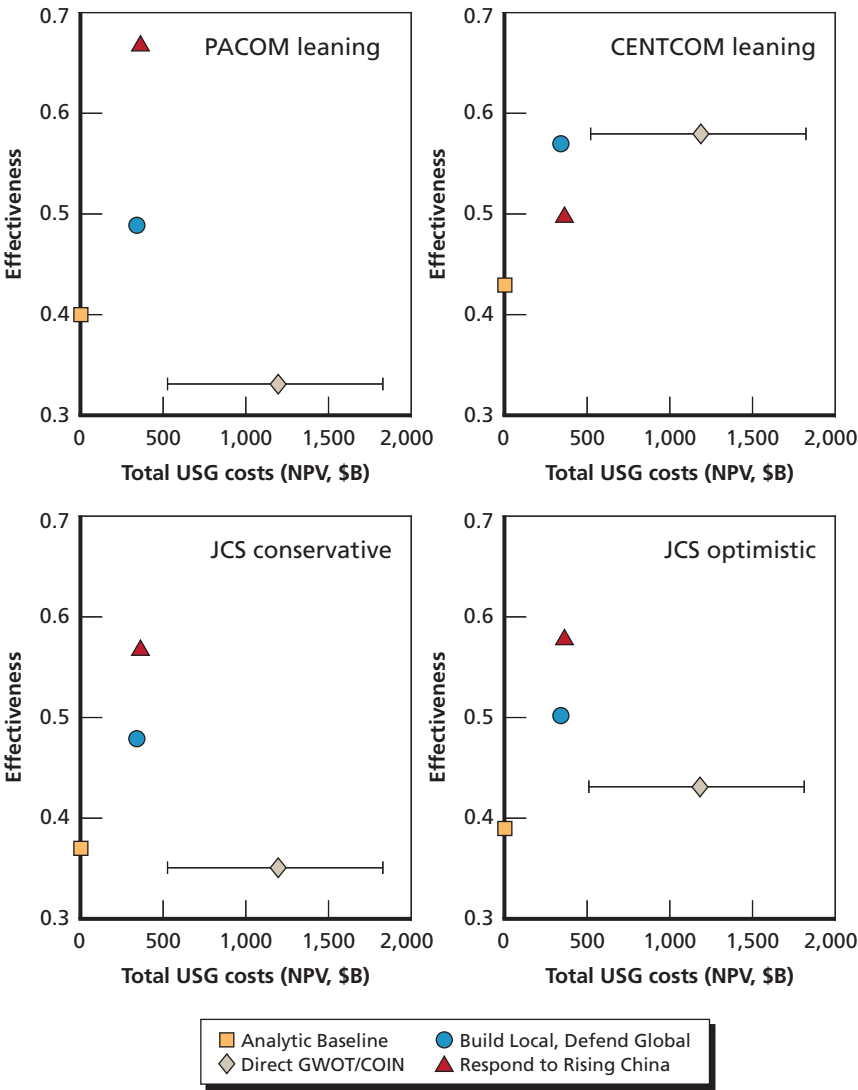 0.7
PACOM leaning
0.6
0.5
0.4
0.3
Effectiveness
0 500 1,000 1,500 2,000
Total USG costs (NPV, $B)
0.7
CENTCOM leaning
0.6
0.5
0.4
0.3
Effectiveness
0 500 1,000 1,500 2,000
Total USG costs (NPV, $B)
0.7
JCS conservative
0.6
0.5
0.4
0.3
Effectiveness
0 500 1,000 1,500 2,000
Total USG costs (NPV, $B)
0.7
JCS optimistic
0.6
0.5
0.4
0.3
Effectiveness
0 500 1,000 1,500 2,000
Total USG costs (NPV, $B)
Analytic Baseline Build Local, Defend Global
Direct GWOT/COIN Respond to Rising China